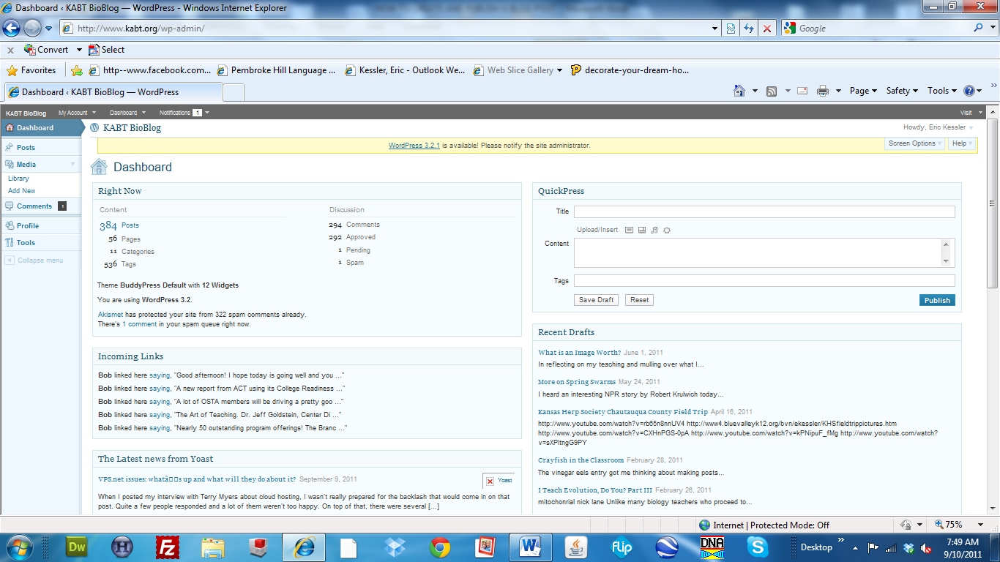 Dashboard ‹ KABT BioBlog — WordPress - Windows Internet Explorer
http://www.kabt.org/wp-admin/
Google
Convert Select
Favorites http--www.facebook.com... Pembroke Hill Language ... Kessler, Eric - Outlook We... Web Slice Gallery decorate-your-dream-ho...
Dashboard ‹ KABT BioBlog — WordPress
Page Safety Tools
KABT BioBlog My Account Dashboard Notifications 1 Visit
Dashboard
Posts
Media
Library
Add New
Comments 1
Profile
Tools
Collapse menu
KABT BioBlog
Howdy, Eric Kessler
WordPress 3.2.1 is available! Please notify the site administrator.
Screen Options Help
Dashboard
Right Now
Content
384 Posts
56 Pages
11 Categories
536 Tags
Discussion
294 Comments
292 Approved
1 Pending
1 Spam
Theme BuddyPress Default with 12 Widgets
You are using WordPress 3.2.
Akismet has protected your site from 322 spam comments already.
There's 1 comment in your spam queue right now.
Incoming Links
Bob linked here saying, "Good afternoon! I hope today is going well and you ..."
Bob linked here saying, "A new report from ACT using its College Readiness ..."
Bob linked here saying, "A lot of OSTA members will be driving a pretty goo ..."
Bob linked here saying, "The Art of Teaching. Dr. Jeff Goldstein, Center Di ..."
Bob linked here saying, "Nearly 50 outstanding program offerings! The Branc ..."
The Latest news from Yoast
VPS.net issues: whatâ□□s up and what will they do about it? September 9, 2011
Yoast
When I posted my interview with Terry Myers about cloud hosting, I wasn't really prepared for the backlash that would come in on that
post. Quite a few people responded and a lot of them weren't too happy. On top of that, there were several [...]
QuickPress
Title
Upload/Insert
Content
Tags
Save Draft Reset Publish
Recent Drafts
What is an Image Worth? June 1, 2011
In reflecting on my teaching and mulling over what I...
More on Spring Swarms May 24, 2011
I heard an interesting NPR story by Robert Krulwich today...
Kansas Herp Society Chautauqua County Field Trip April 16, 2011
http://www.youtube.com/watch?v=rb65n8nnUV4 http://www4.bluevalleyk12.org/bvn/ekessler/KHSfieldtrippictures.htm
http://www.youtube.com/watch?v=CXHnPGS-0pA http://www.youtube.com/watch?v=kPNipuF_fMg http://www.youtube.com/watch?
v=sXPltngG9PY
Crayfish in the Classroom February 28, 2011
The vinegar eels entry got me thinking about making posts...
I Teach Evolution, Do You? Part III February 26, 2011
mitochonrial nick lane Unlike many biology teachers who proceed to...
Internet | Protected Mode: Off
75%
Dw
H
Fz
W
flip
DNA
S
Desktop
7:49 AM
9/10/2011